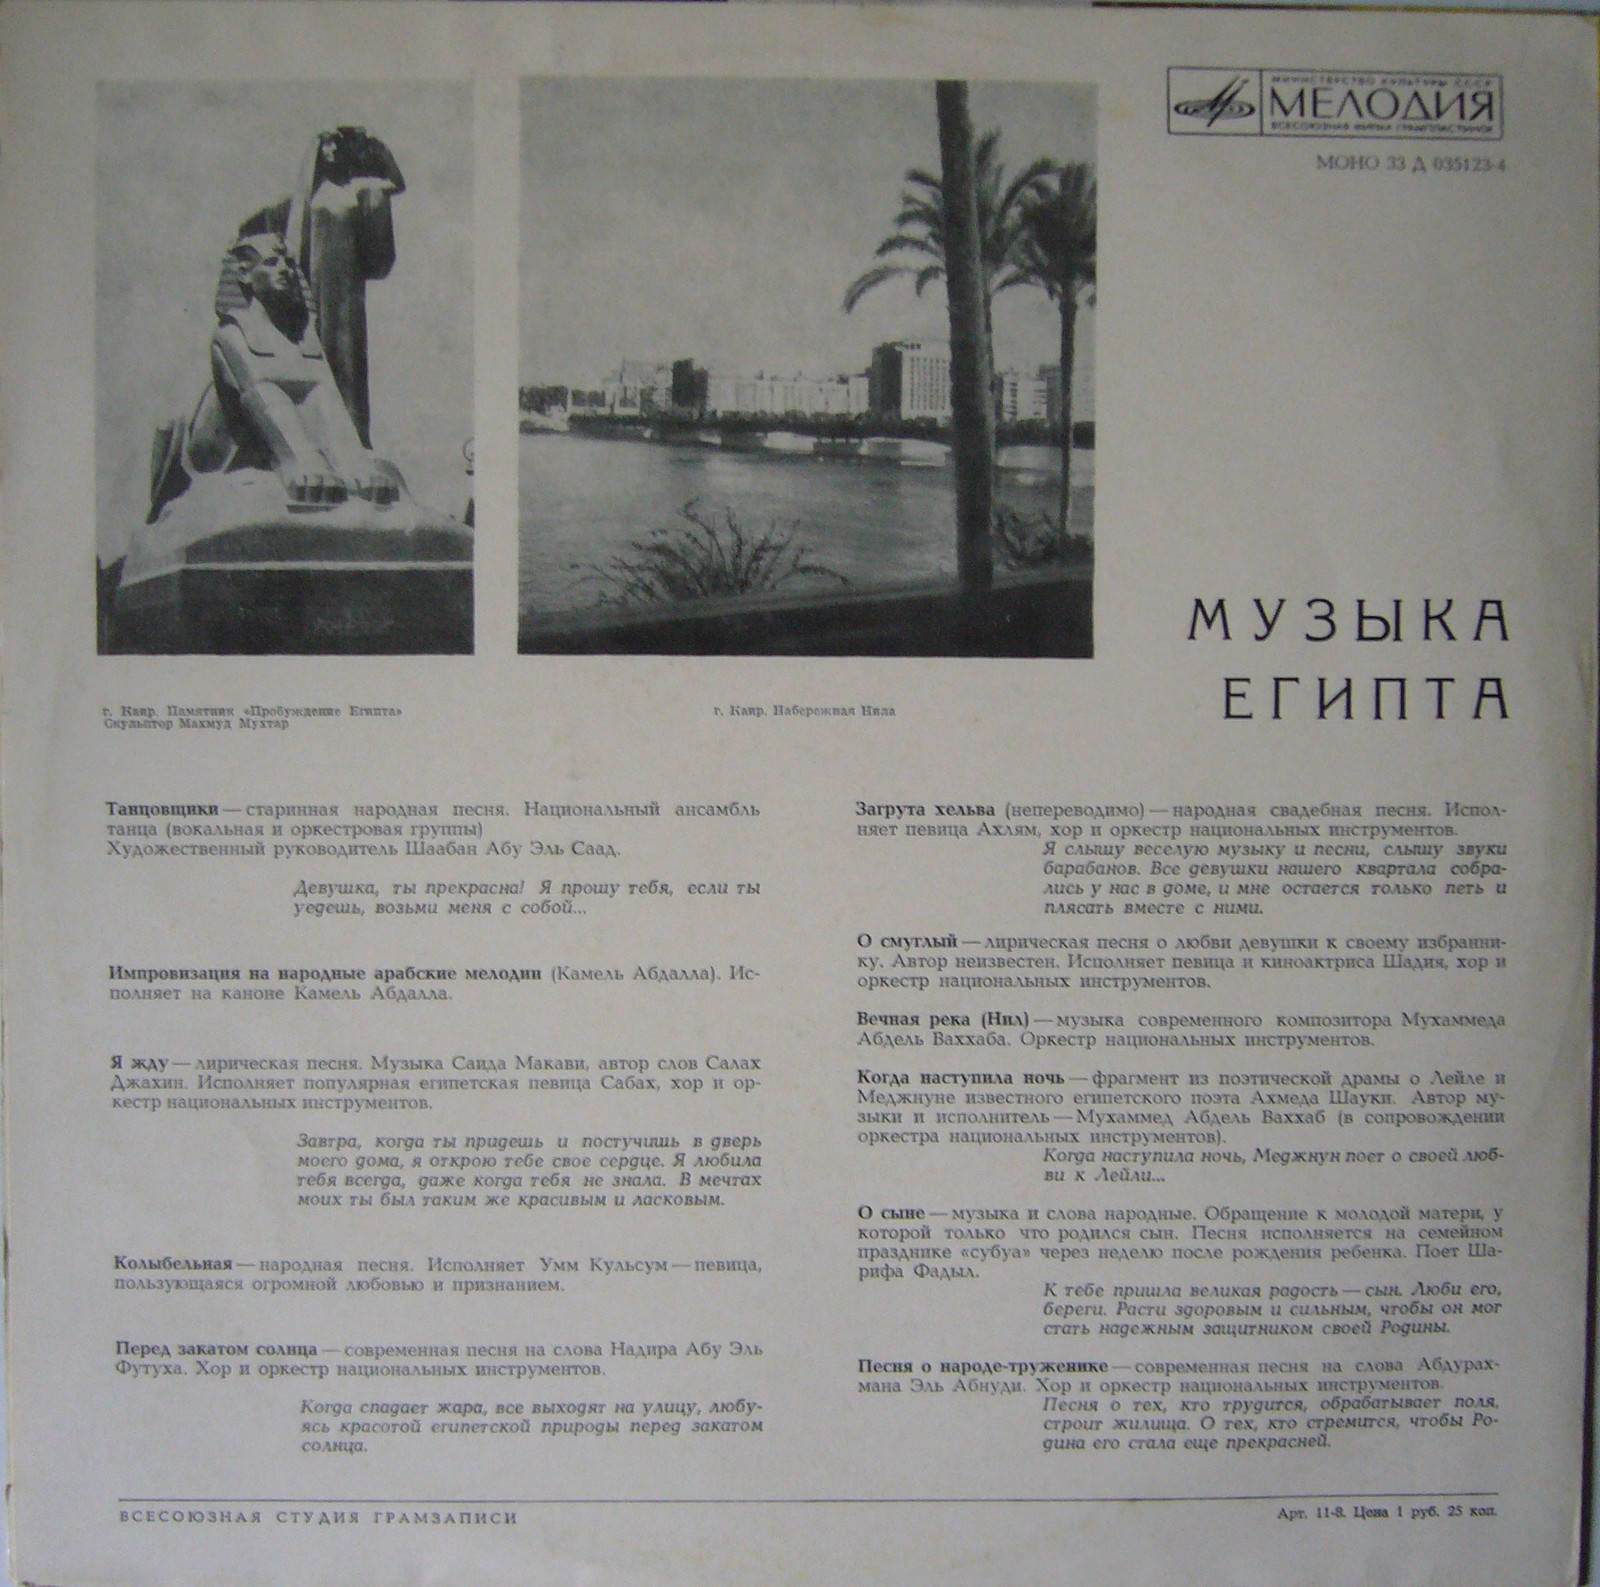 МИНИСТЕРСТВО КУЛЬТУРЫ СССР
МЕЛОДИЯ
ВСЕСОЮЗНАЯ ФИРМА ГРАМПЛАСТИНОК
МОНО 33 Д 035123-4
МУЗЫКА
ЕГИПТА
г. Каир. Памятник «Пробуждение Египта»
Скульптор Махмуд Мухтар
г. Каир. Набережная Нила
Танцовщики — старинная народная песня. Национальный ансамбль
танца (вокальная и оркестровая группы)
Художественный руководитель Шаабан Абу Эль Саад.
Девушка, ты прекрасна! Я прошу тебя, если ты
уедешь, возьми меня с собой...
Импровизация на народные арабские мелодии (Камель Абдалла). Ис-
полняет на каноне Камель Абдалла.
Я жду — лирическая песня. Музыка Саида Макави, автор слов Салах
Джахин. Исполняет популярная египетская певица Сабах, хор и ор-
кестр национальных инструментов.
Завтра, когда ты придешь и постучишь в дверь
моего дома, я открою тебе свое сердце. Я любила
тебя всегда, даже когда тебя не знала. В мечтах
моих ты был таким же красивым и ласковым.
Колыбельная — народная песня. Исполняет Умм Кульсум — певица,
пользующаяся огромной любовью и признанием.
Перед закатом солнца — современная песня на слова Надира Абу Эль
Футуха. Хор и оркестр национальных инструментов.
Когда спадает жара, все выходят на улицу, любу-
ясь красотой египетской природы перед закатом
солнца.
Загрута хельва (непереводимо) — народная свадебная песня. Испол-
няет певица Ахлям, хор и оркестр национальных инструментов.
Я слышу веселую музыку и песни, слышу звуки
барабанов. Все девушки нашего квартала собра-
лись у нас в доме, и мне остается только петь и
плясать вместе с ними.
О смуглый — лирическая песня о любви девушки к своему избранни-
ку. Автор неизвестен. Исполняет певица и киноактриса Шадия, хор и
оркестр национальных инструментов.
Вечная река (Нил) — музыка современного композитора Мухаммеда
Абдель Ваххаба. Оркестр национальных инструментов.
Когда наступила ночь — фрагмент из поэтической драмы о Лейле и
Меджнуне известного египетского поэта Ахмеда Шауки. Автор му-
зыки и исполнитель — Мухаммед Абдель Ваххаб (в сопровождении
оркестра национальных инструментов).
Когда наступила ночь, Меджнун поет о своей люб-
ви к Лейли...
О сыне — музыка и слова народные. Обращение к молодой матери, у
которой только что родился сын. Песня исполняется на семейном
празднике «субуа» через неделю после рождения ребенка. Поет Ша-
рифа Фадыл.
К тебе пришла великая радость — сын. Люби его,
береги. Расти здоровым и сильным, чтобы он мог
стать надежным защитником своей Родины.
Песня о народе-труженике — современная песня на слова Абдурах-
мана Эль Абнуди. Хор и оркестр национальных инструментов.
Песня о тех, кто трудится, обрабатывает поля,
строит жилища. О тех, кто стремится, чтобы Ро-
дина его стала еще прекрасней.
ВСЕСОЮЗНАЯ СТУДИЯ ГРАМЗАПИСИ
Арт. 11-8. Цена 1 руб. 25 коп.